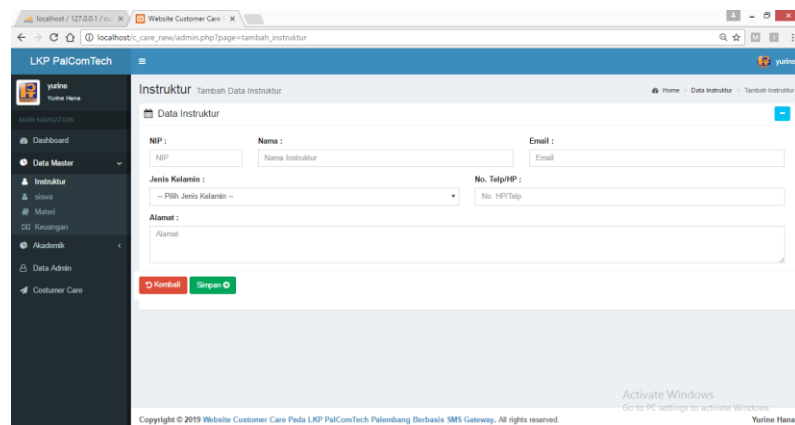 localhost / 127.0.0.1 / cu
Website Customer Care
localhost/c_care_new/admin.php?page=tambah_instruktur
LKP PalComTech
yurine
yurine
Yurine Hana
Instruktur Tambah Data Instruktur
Home
Data Instruktur
Tambah Instruktur
MAIN NAVIGATION
Data Instruktur
Dashboard
Data Master
Instruktur
siswa
Materi
Keuangan
Akademik
Data Admin
Costumer Care
NIP :
Nama :
Email :
NIP
Nama Instruktur
Email
Jenis Kelamin :
No. Telp/HP :
-- Pilih Jenis Kelamin --
No. HP/Telp
Alamat :
Alamat
Kembali
Simpan
Activate Windows
Go to PC settings to activate Windows.
Copyright © 2019 Website Customer Care Pada LKP PalComTech Palembang Berbasis SMS Gateway. All rights reserved.
Yurine Hana